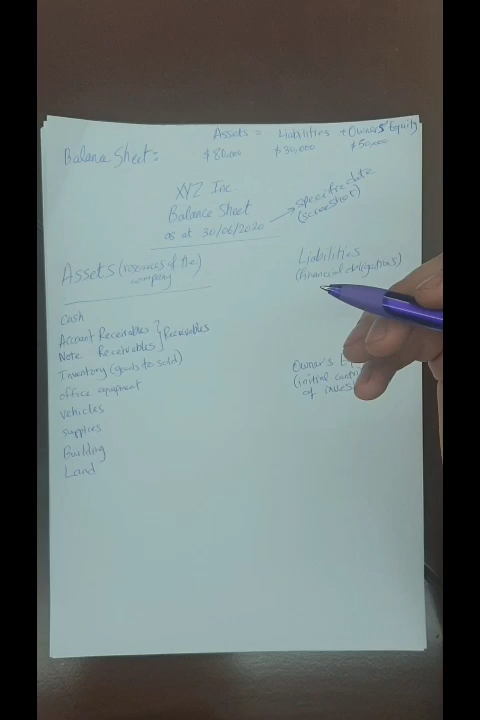 Assets = Liabilities + Owner's Equity
Balance Sheet: $80,000 $30,000 $50,000
XYZ Inc.
Balance Sheet
as at 30/06/2020
specific date
(screeshot)
Assets (resources of the)
company
Liabilities
(financial obligations)
Cash
Account Receivables
Note Receivables
Receivables
Inventory (goods to sold)
office equipment
vehicles
supplies
Building
Land
Owner's
(initial
of